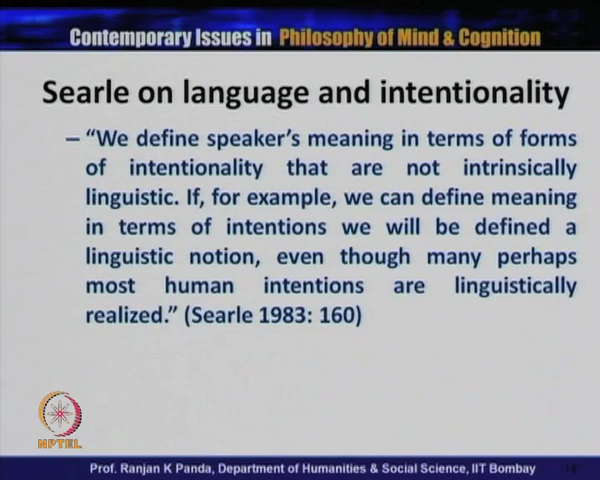 Contemporary Issues in Philosophy of Mind & Cognition
Searle on language and intentionality
– “We define speaker’s meaning in terms of forms
of intentionality that are not intrinsically
linguistic. If, for example, we can define meaning
in terms of intentions we will be defined a
linguistic notion, even though many perhaps
most human intentions are linguistically
realized.” (Searle 1983: 160)
NPTEL
Prof. Ranjan K Panda, Department of Humanities & Social Science, IIT Bombay